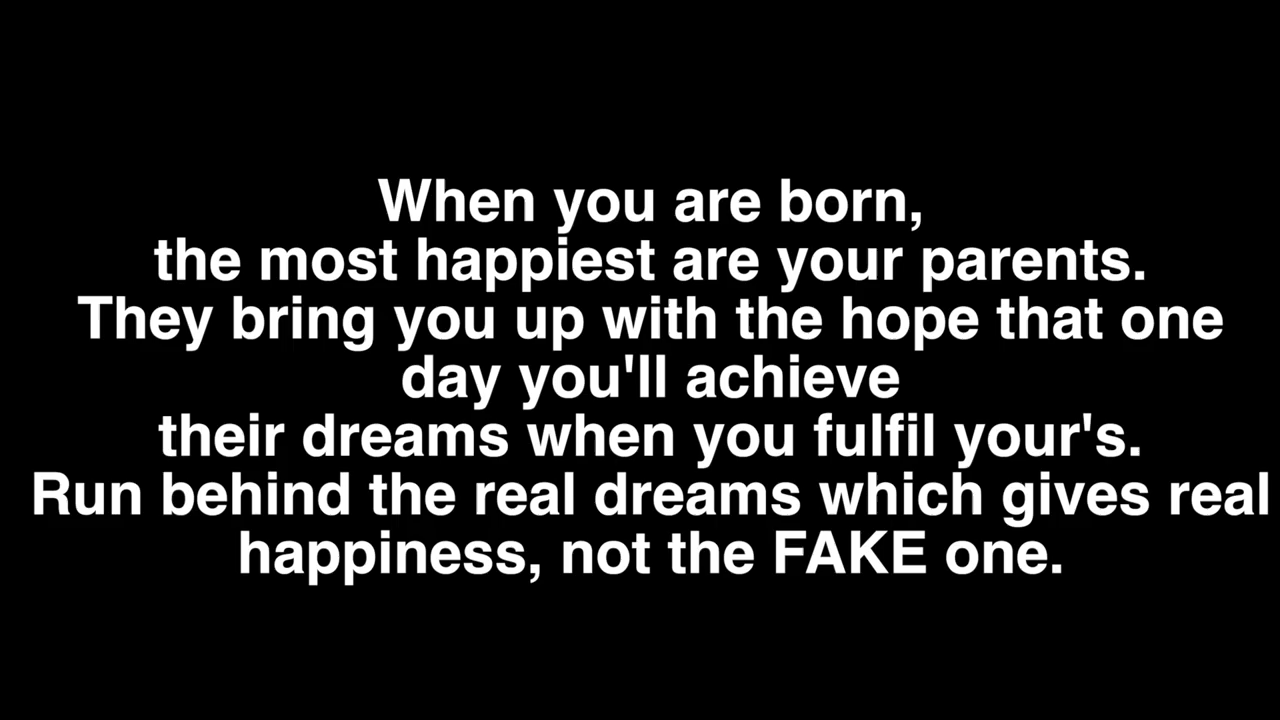 When you are born,
the most happiest are your parents.
They bring you up with the hope that one
day you'll achieve
their dreams when you fulfil your's.
Run behind the real dreams which gives real
happiness, not the FAKE one.